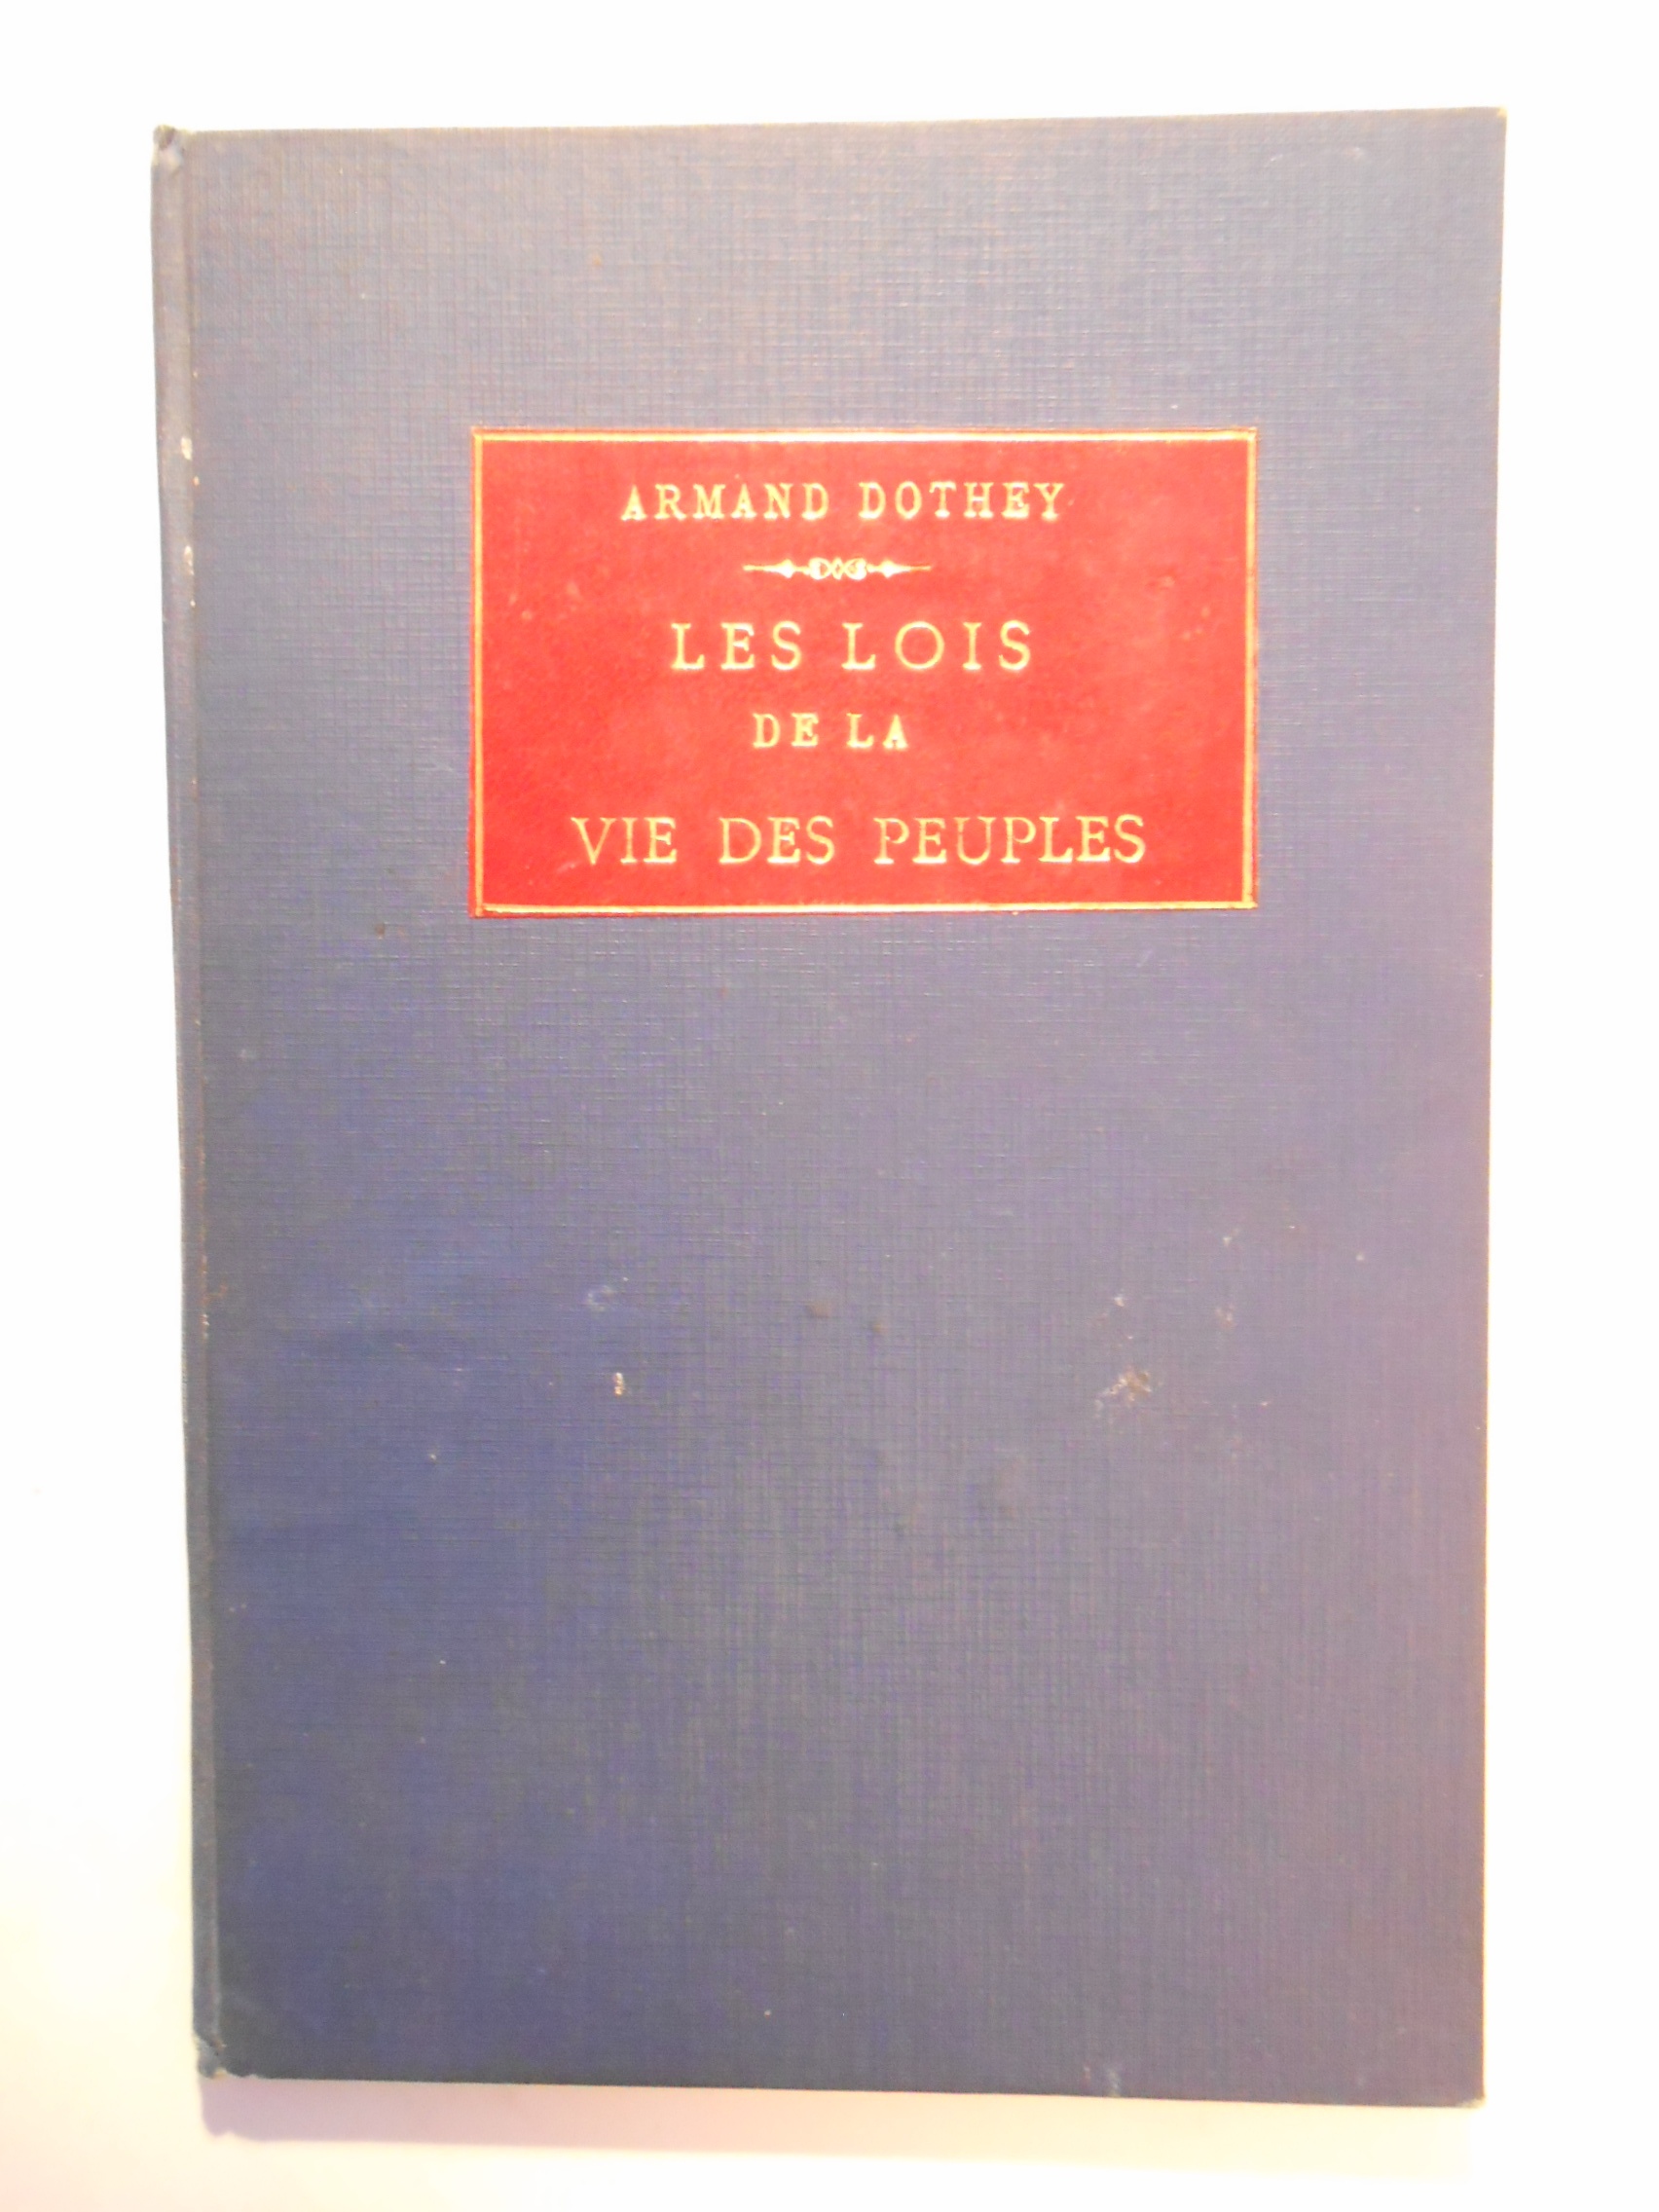 ARMAND DOTHEY
LES LOIS
DE LA
VIE DES PEUPLES